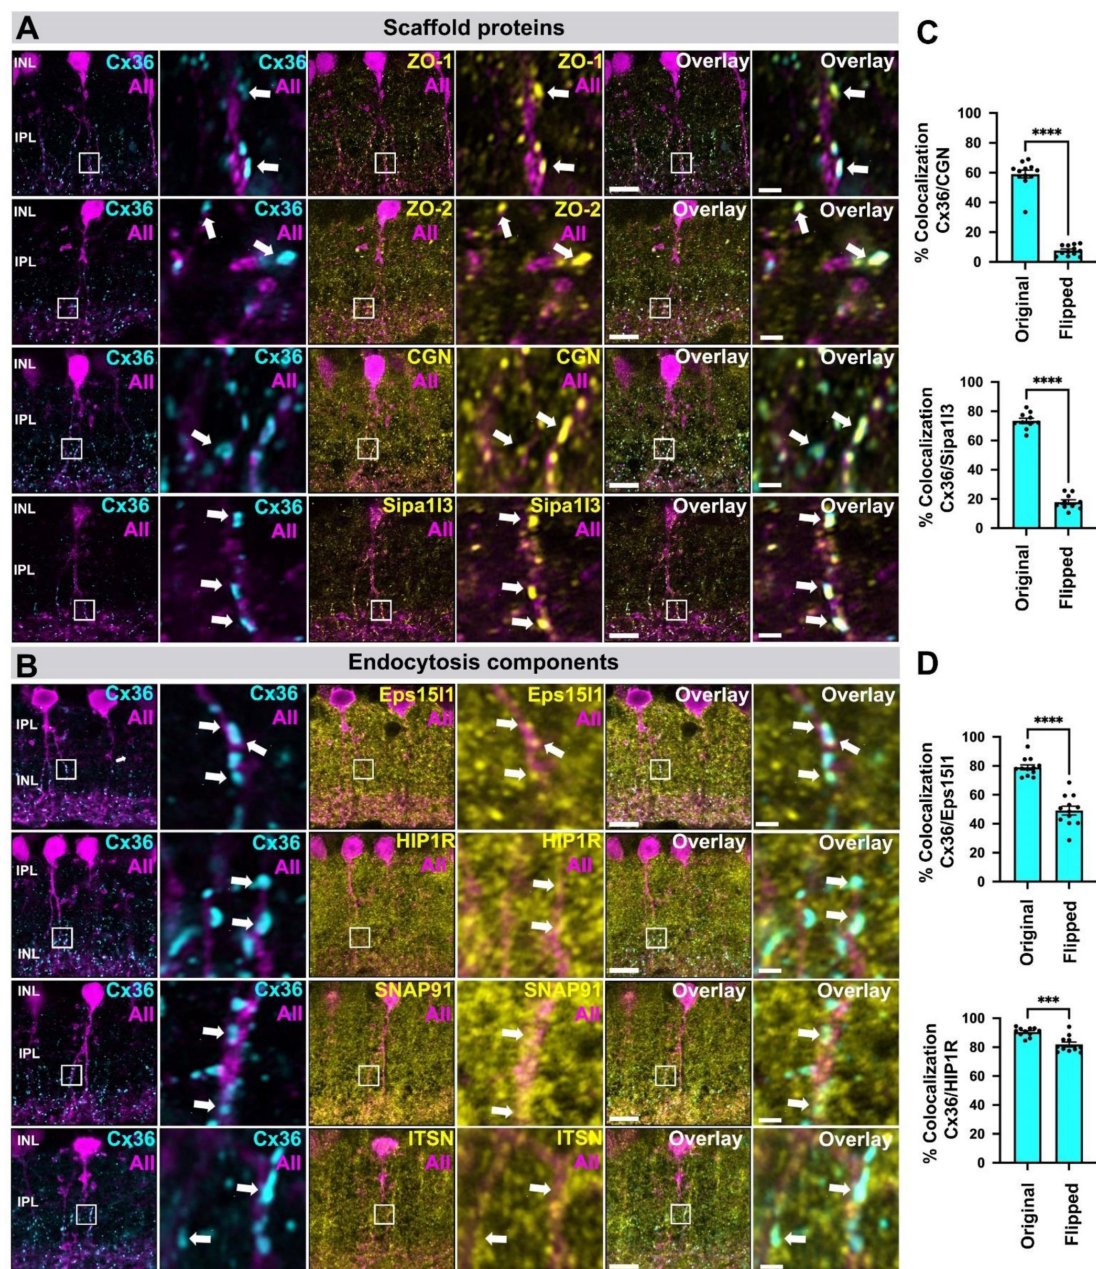 A
Scaffold proteins
INL
IPL
Cx36
AII
Cx36
AII
ZO-1
AII
ZO-1
AII
Overlay
Overlay
INL
IPL
Cx36
AII
Cx36
AII
ZO-2
AII
ZO-2
AII
Overlay
Overlay
INL
IPL
Cx36
AII
Cx36
AII
CGN
AII
CGN
AII
Overlay
Overlay
INL
IPL
Cx36
AII
Cx36
AII
Sipa1l3
AII
Sipa1l3
AII
Overlay
Overlay
B
Endocytosis components
IPL
INL
Cx36
AII
Cx36
AII
Eps15l1
AII
Eps15l1
AII
Overlay
Overlay
IPL
INL
Cx36
AII
Cx36
AII
HIP1R
AII
HIP1R
AII
Overlay
Overlay
INL
IPL
Cx36
AII
Cx36
AII
SNAP91
AII
SNAP91
AII
Overlay
Overlay
INL
IPL
Cx36
AII
Cx36
AII
ITSN
AII
ITSN
AII
Overlay
Overlay
C
% Colocalization
Cx36/CGN
100
80
60
40
20
0
****
Original
Flipped
% Colocalization
Cx36/Sipa1l3
100
80
60
40
20
0
****
Original
Flipped
D
% Colocalization
Cx36/Eps15l1
100
80
60
40
20
0
****
Original
Flipped
% Colocalization
Cx36/HIP1R
100
80
60
40
20
0
***
Original
Flipped